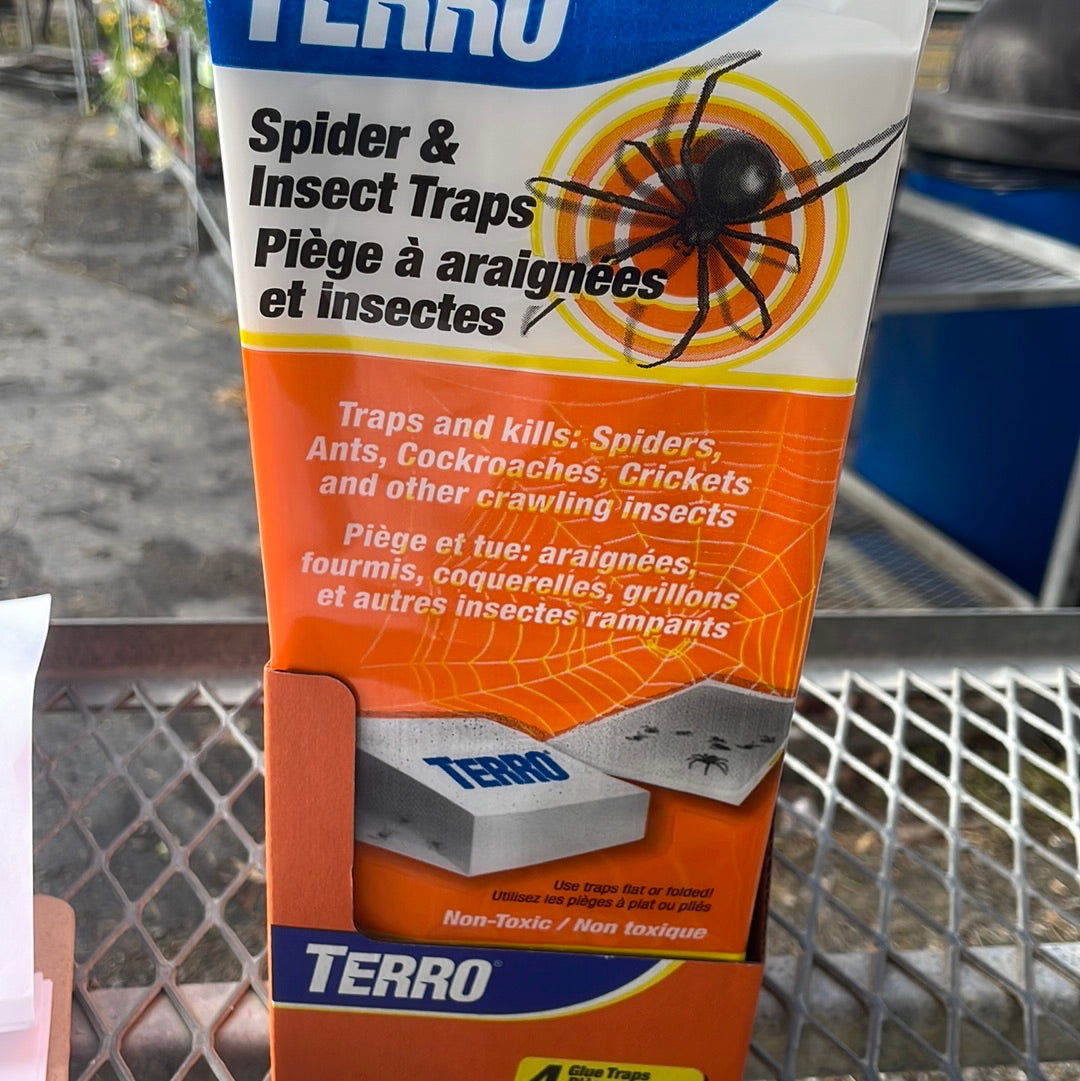 TERRO
Spider &
Insect Traps
Piège à araignées
et insectes
Traps and kills: Spiders,
Ants, Cockroaches, Crickets
and other crawling insects
Piège et tue: araignées,
fourmis, coquerelles, grillons
et autres insectes rampants
TERRO
Use traps flat or folded!
Utilisez les pièges à plat ou pliés
Non-Toxic / Non toxique
TERRO
4 Glue Traps